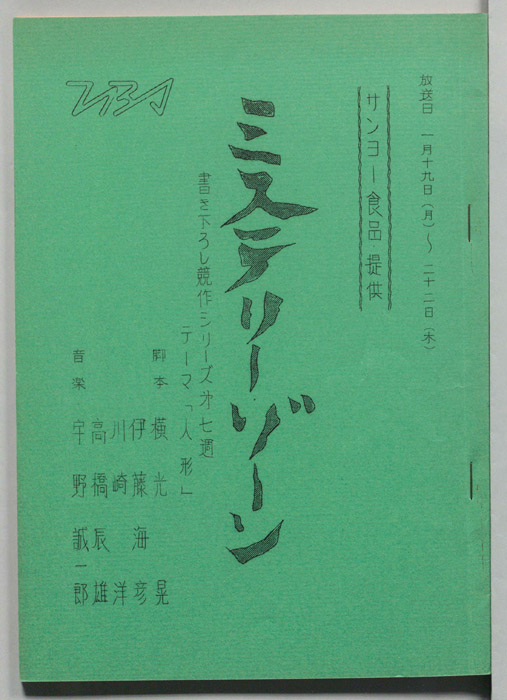 放送日 一月十九日(月)~二十二日(木)
サンヨー食品・提供
ミステリー・ゾーン
書き下ろし競作シリーズ才七週
テーマ「人形」
脚本 横光 晃
伊藤海彦
川崎 洋
高橋辰雄
音楽 宇野誠一郎
TBS